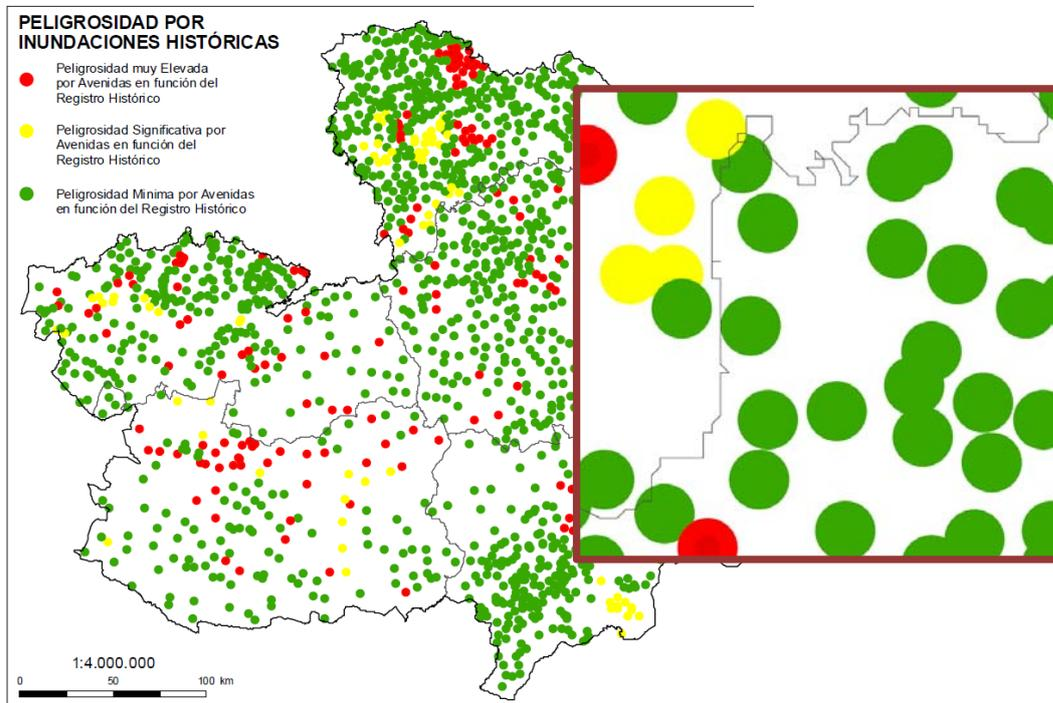 PELIGROSIDAD POR
INUNDACIONES HISTÓRICAS
Peligrosidad muy Elevada
por Avenidas en función del
Registro Histórico
Peligrosidad Significativa por
Avenidas en función del
Registro Histórico
Peligrosidad Minima por Avenidas
en función del Registro Histórico
1:4.000.000
0 50 100 km